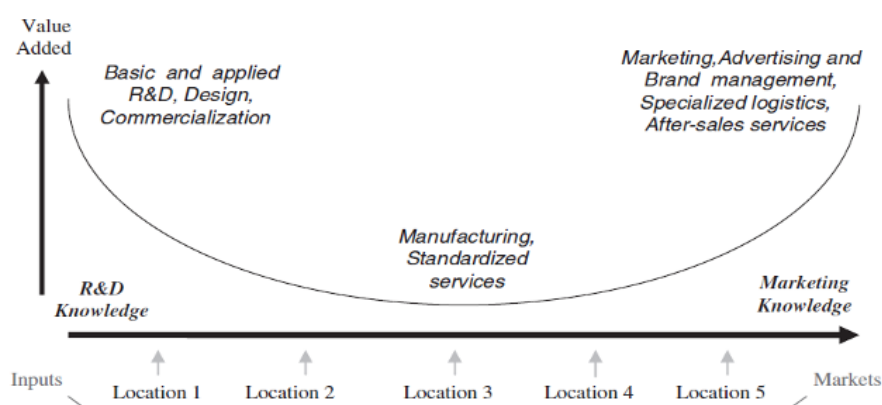 Value
Added
Basic and applied
R&D, Design,
Commercialization
Marketing, Advertising and
Brand management,
Specialized logistics,
After-sales services
Manufacturing,
Standardized
services
R&D
Knowledge
Marketing
Knowledge
Inputs
Location 1
Location 2
Location 3
Location 4
Location 5
Markets